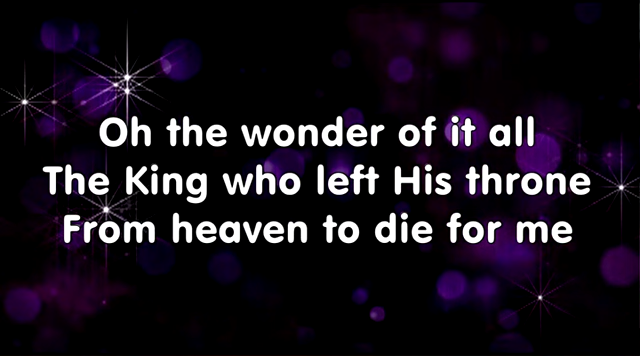 Oh the wonder of it all
The King who left His throne
From heaven to die for me